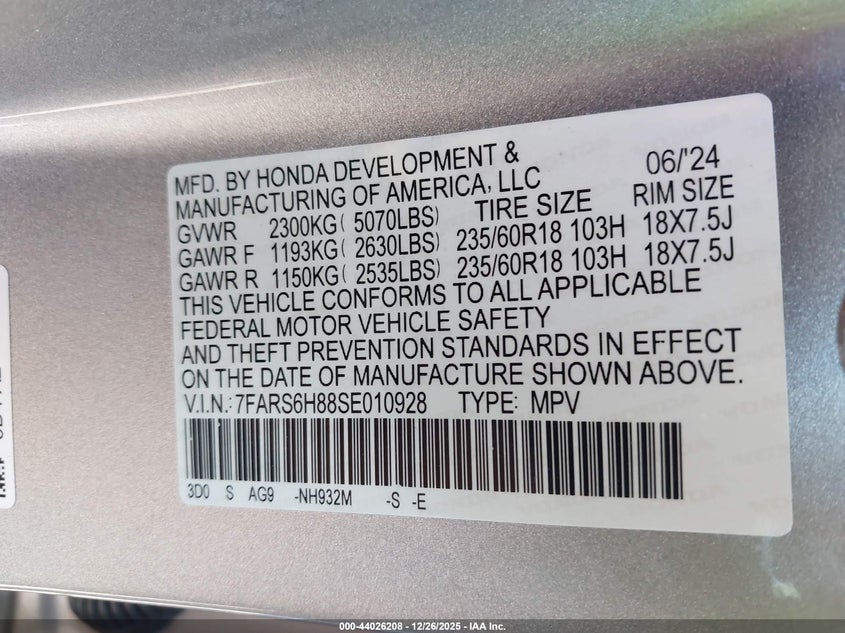 MFD. BY HONDA DEVELOPMENT & 06/'24
MANUFACTURING OF AMERICA, LLC TIRE SIZE RIM SIZE
GVWR 2300KG( 5070LBS)
GAWR F 1193KG( 2630LBS) 235/60R18 103H 18X7.5J
GAWR R 1150KG( 2535LBS) 235/60R18 103H 18X7.5J
THIS VEHICLE CONFORMS TO ALL APPLICABLE
FEDERAL MOTOR VEHICLE SAFETY
AND THEFT PREVENTION STANDARDS IN EFFECT
ON THE DATE OF MANUFACTURE SHOWN ABOVE.
V.I.N.: 7FARS6H88SE010928 TYPE: MPV
3D0 S AG9 -NH932M -S -E
000-44026208 - 12/26/2025 - IAA Inc.